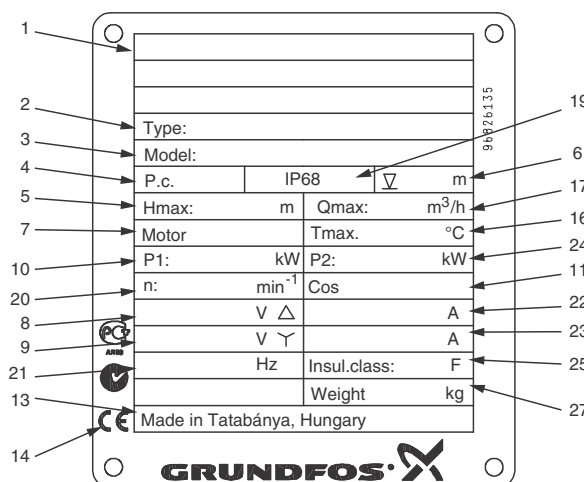 1
2 Type:
3 Model:
4 P.c. IP68 m
5 Hmax: m Qmax: m³/h
7 Motor Tmax. °C
10 P1: kW P2: kW
20 n: min⁻¹ Cos
8 V A
9 V A
21 Hz Insul.class: F
Weight kg
13 Made in Tatabánya, Hungary
14 CE
GRUNDFOS
96826135
19
6
17
16
24
11
22
23
25
27